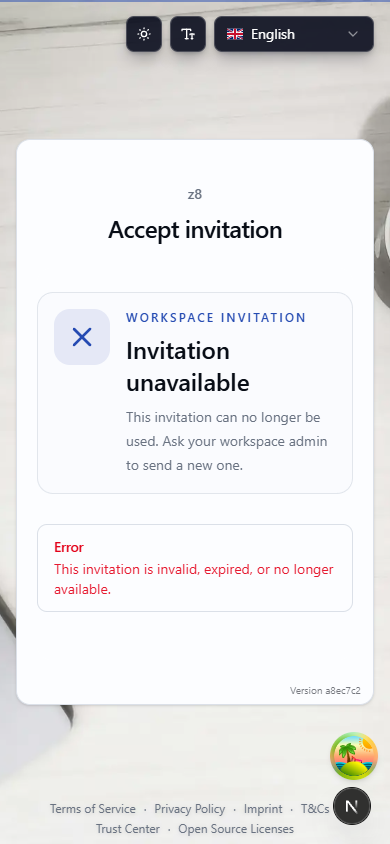 English
z8
Accept invitation
WORKSPACE INVITATION
Invitation
unavailable
This invitation can no longer be
used. Ask your workspace admin
to send a new one.
Error
This invitation is invalid, expired, or no longer
available.
Version a8ec7c2
Terms of Service · Privacy Policy · Imprint · T&Cs
Trust Center · Open Source Licenses
N